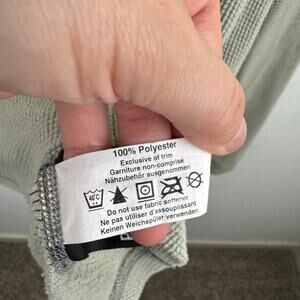 100% Polyester
Exclusive of trim
Garniture non-comprise
Nähzubehör ausgenommen
40°C
Do not use fabric softener
Ne pas utiliser d'assouplissant
Keinen Weichspüler verwenden